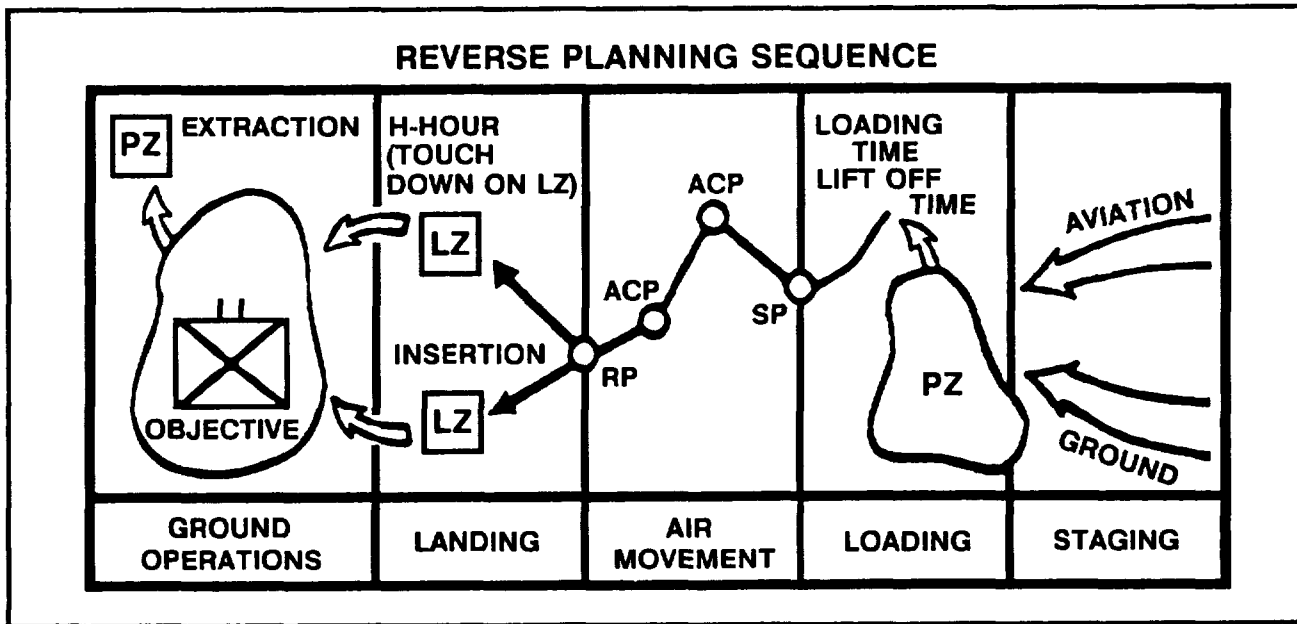 REVERSE PLANNING SEQUENCE
PZ
EXTRACTION
OBJECTIVE
H-HOUR
(TOUCH
DOWN ON LZ)
LZ
INSERTION
LZ
RP
ACP
ACP
SP
LOADING
TIME
LIFT OFF
TIME
PZ
AVIATION
GROUND
GROUND
OPERATIONS
LANDING
AIR
MOVEMENT
LOADING
STAGING